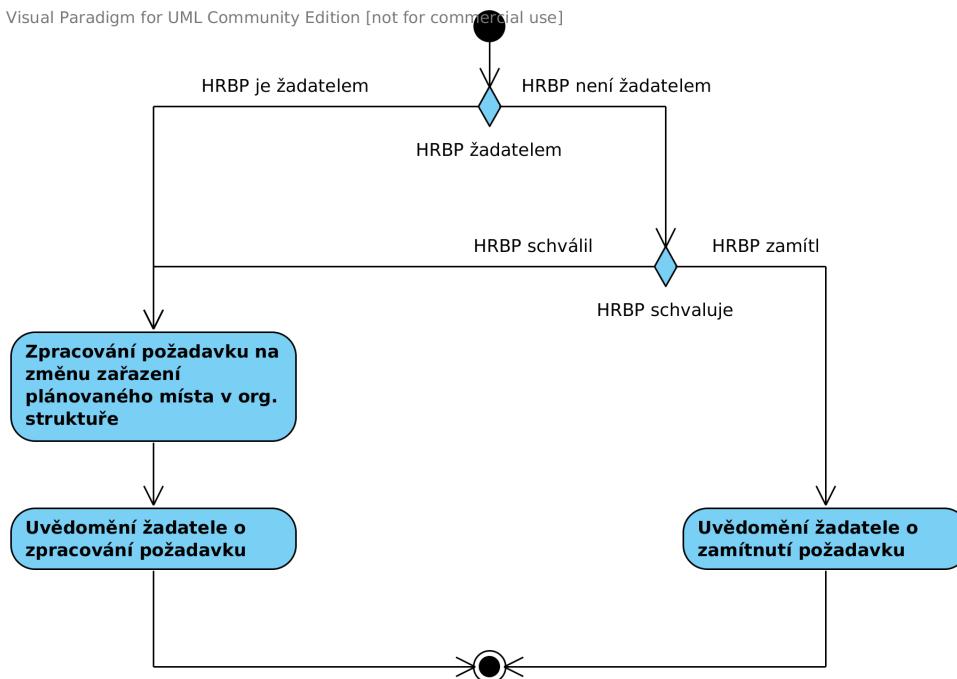 Visual Paradigm for UML Community Edition [not for commercial use]
HRBP je žadatelem
HRBP není žadatelem
HRBP žadatelem
HRBP schválil
HRBP zamítl
HRBP schvaluje
Zpracování požadavku na
změnu zařazení
plánovaného místa v org.
struktuře
Uvědomění žadatele o
zpracování požadavku
Uvědomění žadatele o
zamítnutí požadavku